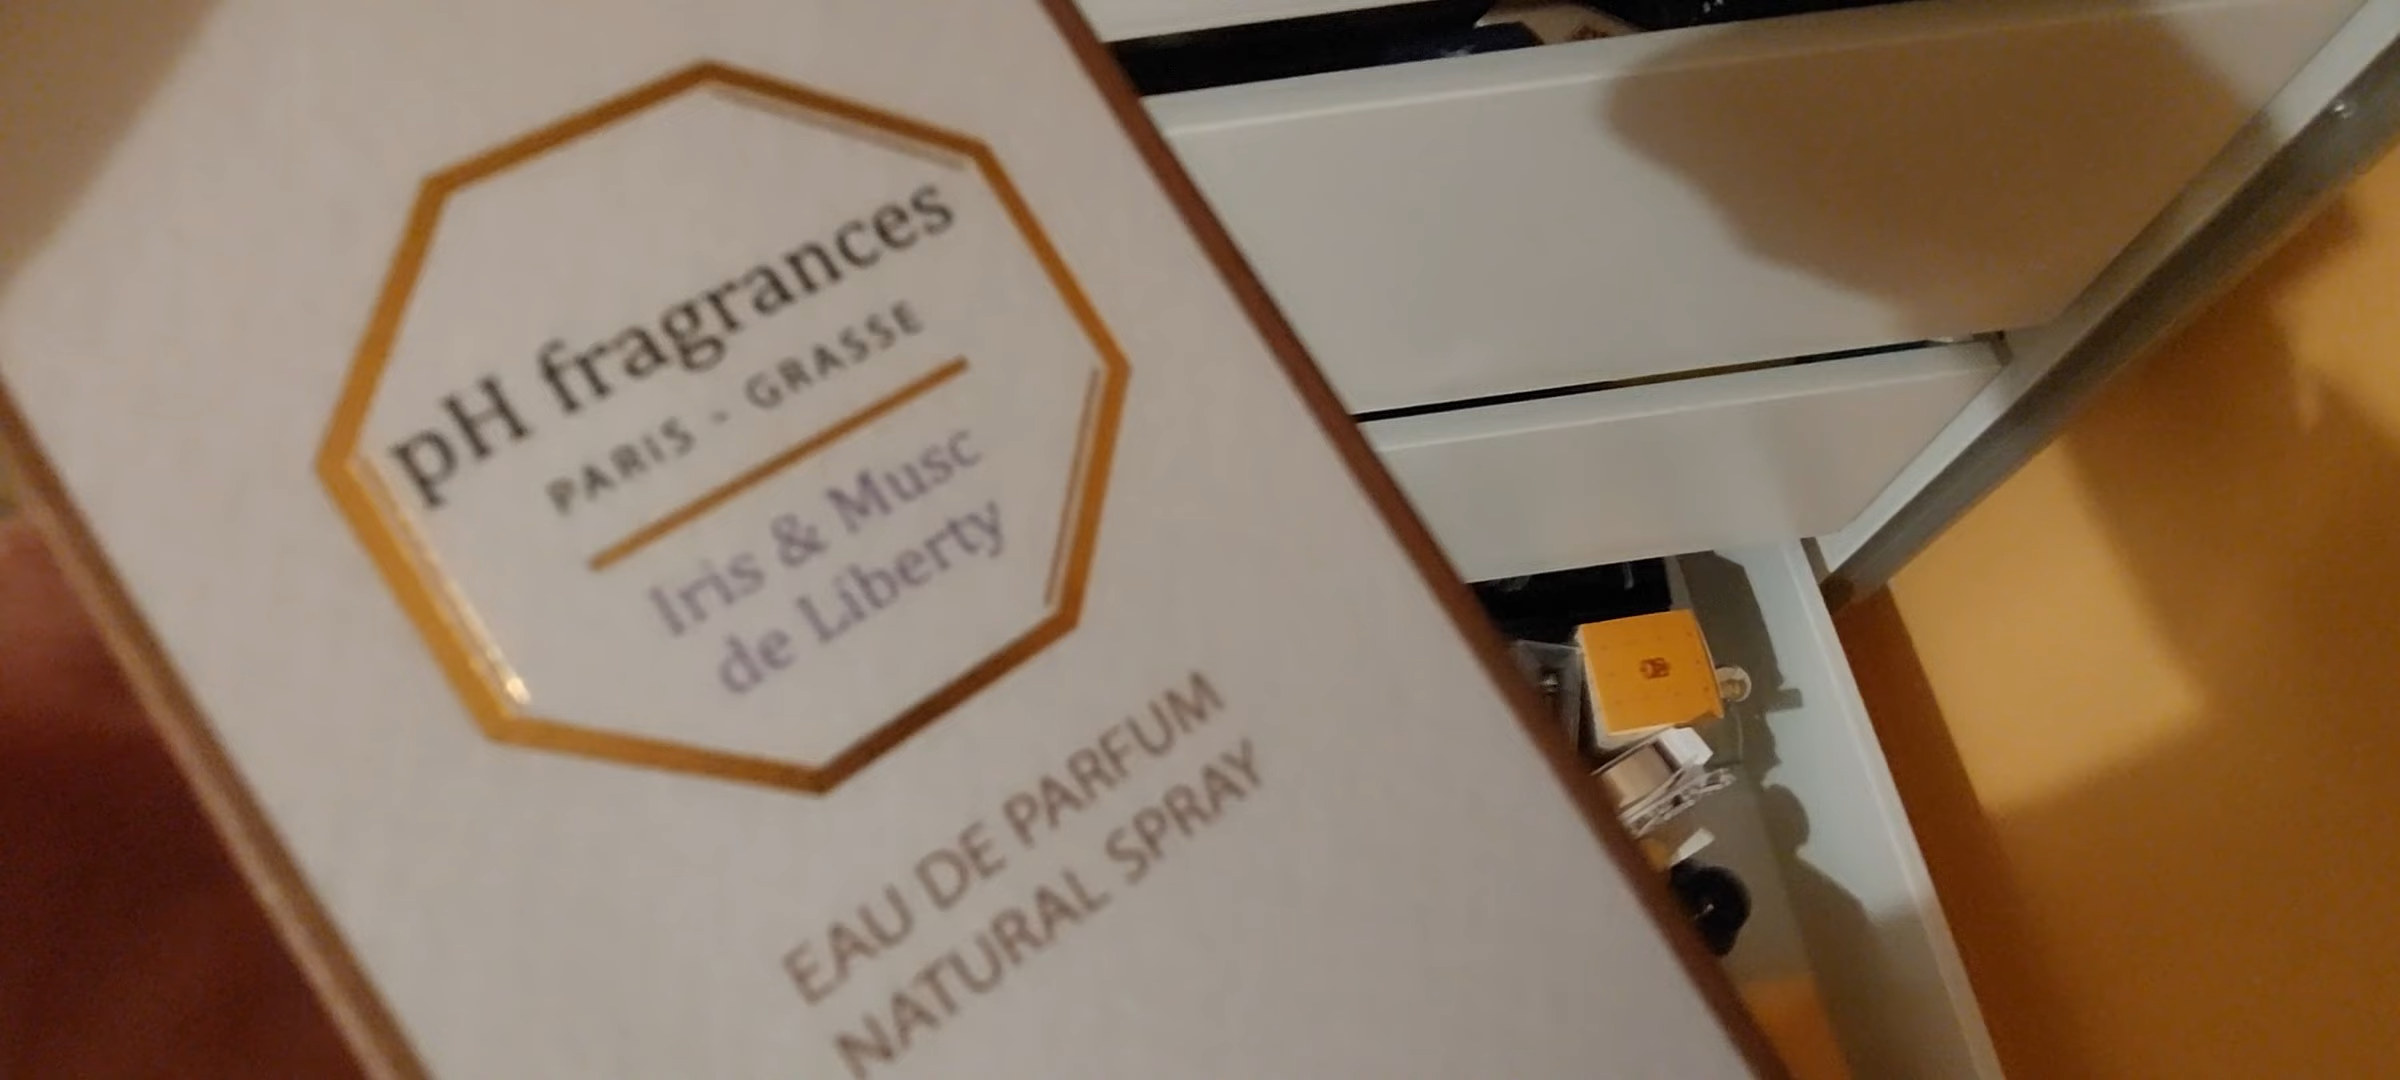 pH fragrances
PARIS - GRASSE
Iris & Musc
de Liberty
EAU DE PARFUM
NATURAL SPRAY